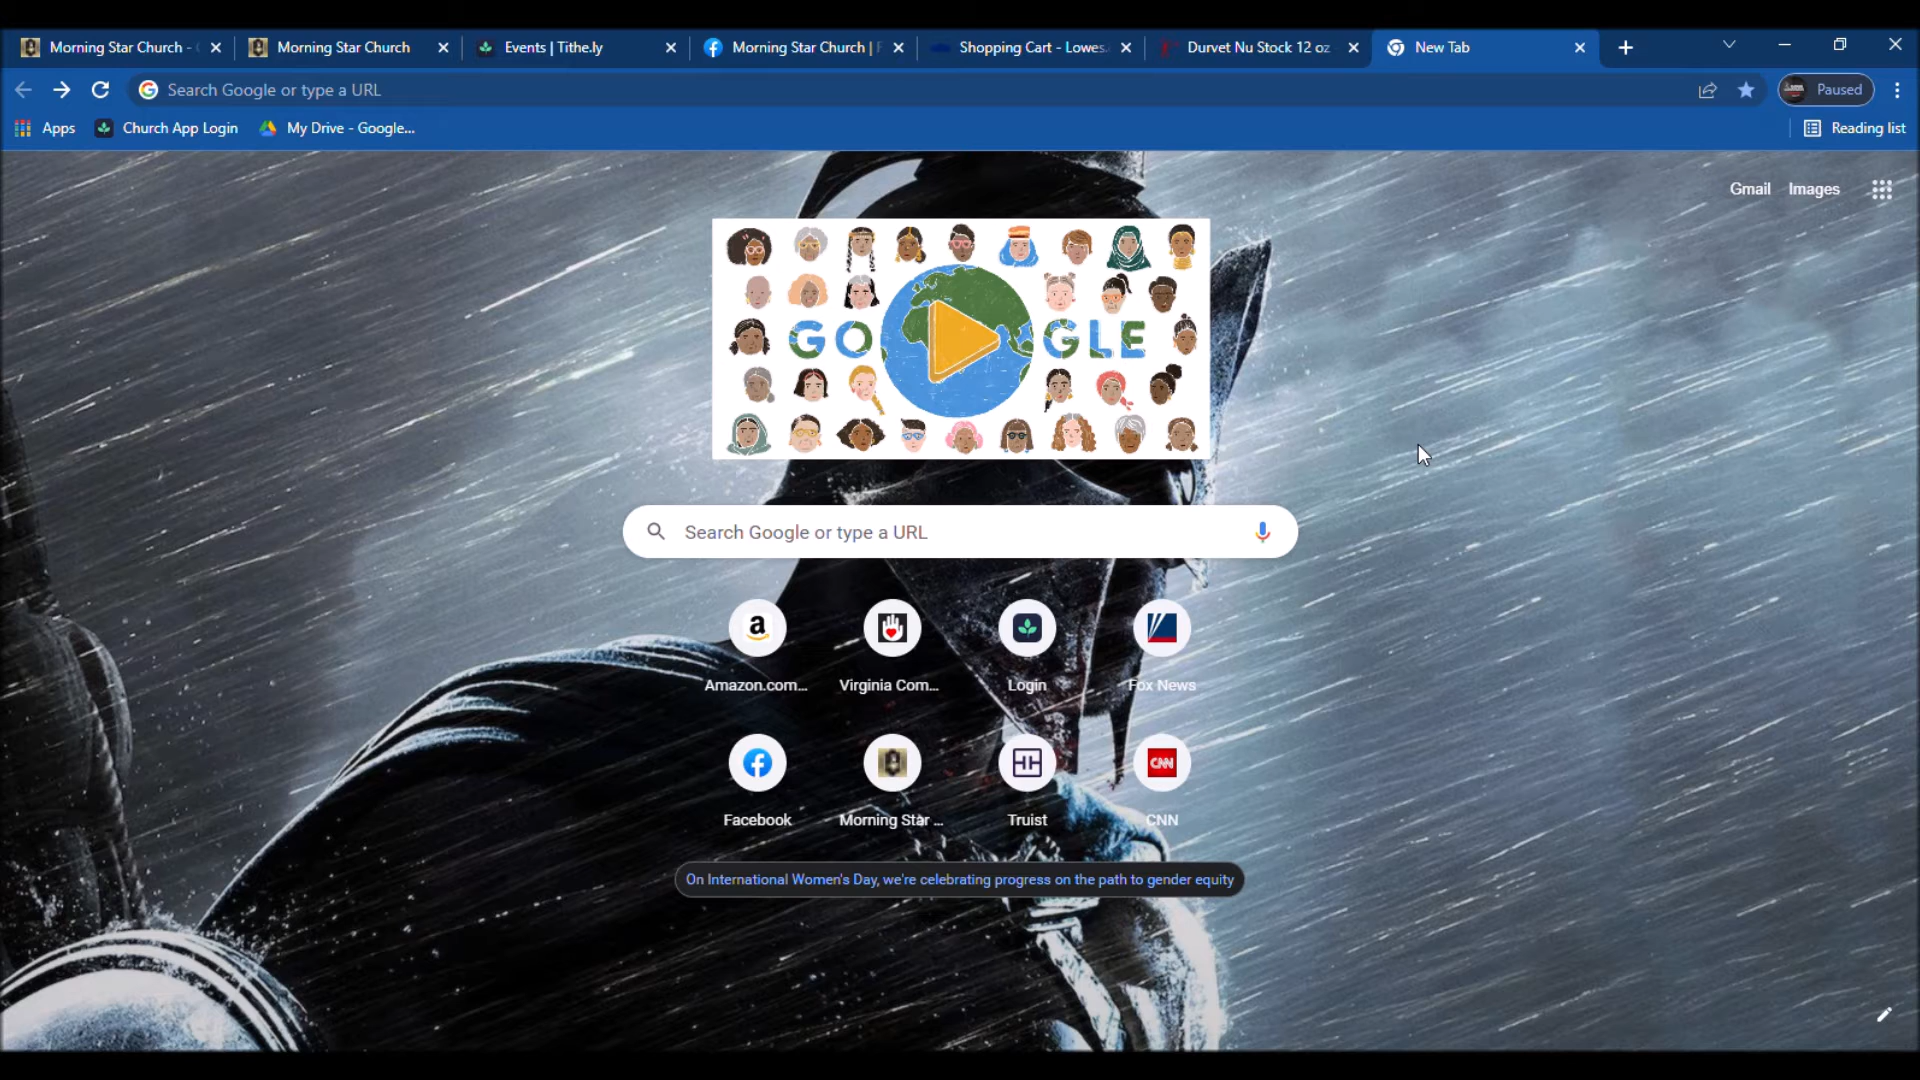 Morning Star Church -
Morning Star Church
Events | Tithe.ly
Morning Star Church |
Shopping Cart - Lowes.
Durvet Nu Stock 12 oz
New Tab
Search Google or type a URL
Paused
Apps
Church App Login
My Drive - Google...
Reading list
Gmail
Images
GO GLE
Search Google or type a URL
Amazon.com...
Virginia Com...
Login
Fox News
Facebook
Morning Star ...
Truist
CNN
CNN
On International Women's Day, we're celebrating progress on the path to gender equity